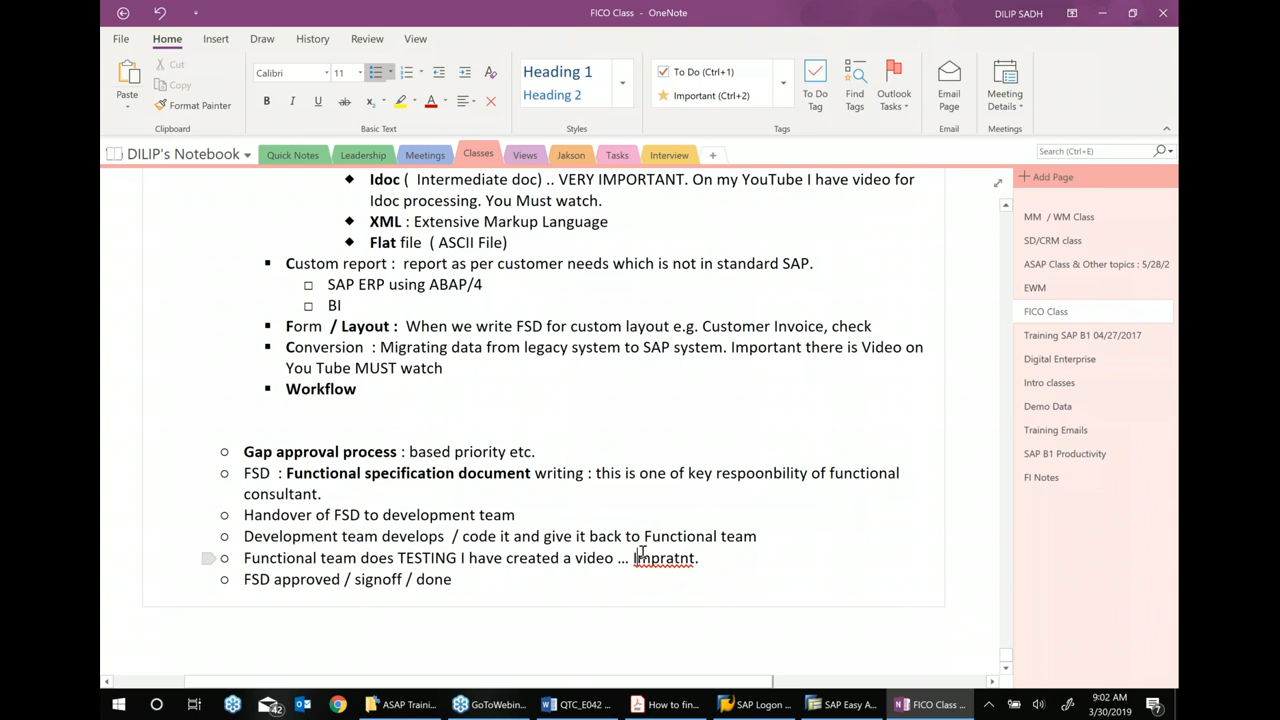 FICO Class - OneNote
DILIP SADH
File Home Insert Draw History Review View
Paste
Cut
Copy
Format Painter
Clipboard
Calibri 11
B I U ab x₂ A
Basic Text
Heading 1
Heading 2
Styles
To Do (Ctrl+1)
Important (Ctrl+2)
To Do Tag
Find Tags
Outlook Tasks
Tags
Email Page
Email
Meeting Details
Meetings
DILIP's Notebook Quick Notes Leadership Meetings Classes Views Jakson Tasks Interview
Search (Ctrl+E)
Idoc ( Intermediate doc) .. VERY IMPORTANT. On my YouTube I have video for
Idoc processing. You Must watch.
XML : Extensive Markup Language
Flat file ( ASCII File)
Custom report : report as per customer needs which is not in standard SAP.
SAP ERP using ABAP/4
BI
Form / Layout : When we write FSD for custom layout e.g. Customer Invoice, check
Conversion : Migrating data from legacy system to SAP system. Important there is Video on
You Tube MUST watch
Workflow
Gap approval process : based priority etc.
FSD : Functional specification document writing : this is one of key respoonbility of functional
consultant.
Handover of FSD to development team
Development team develops / code it and give it back to Functional team
Functional team does TESTING I have created a video ... Impratnt.
FSD approved / signoff / done
Add Page
MM / WM Class
SD/CRM class
ASAP Class & Other topics : 5/28/2
EWM
FICO Class
Training SAP B1 04/27/2017
Digital Enterprise
Intro classes
Demo Data
Training Emails
SAP B1 Productivity
FI Notes
42
ASAP Traini...
GoToWebin...
QTC_E042 ...
How to fin...
SAP Logon ...
SAP Easy A...
FICO Class ...
9:02 AM
3/30/2019
7